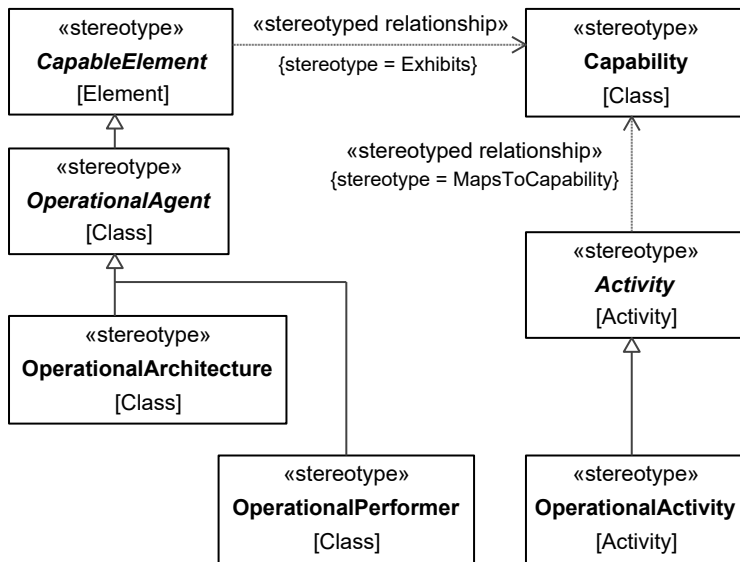 «stereotype»
CapableElement
[Element]
«stereotyped relationship»
{stereotype = Exhibits}
«stereotype»
Capability
[Class]
«stereotyped relationship»
{stereotype = MapsToCapability}
«stereotype»
OperationalAgent
[Class]
«stereotype»
Activity
[Activity]
«stereotype»
OperationalArchitecture
[Class]
«stereotype»
OperationalPerformer
[Class]
«stereotype»
OperationalActivity
[Activity]